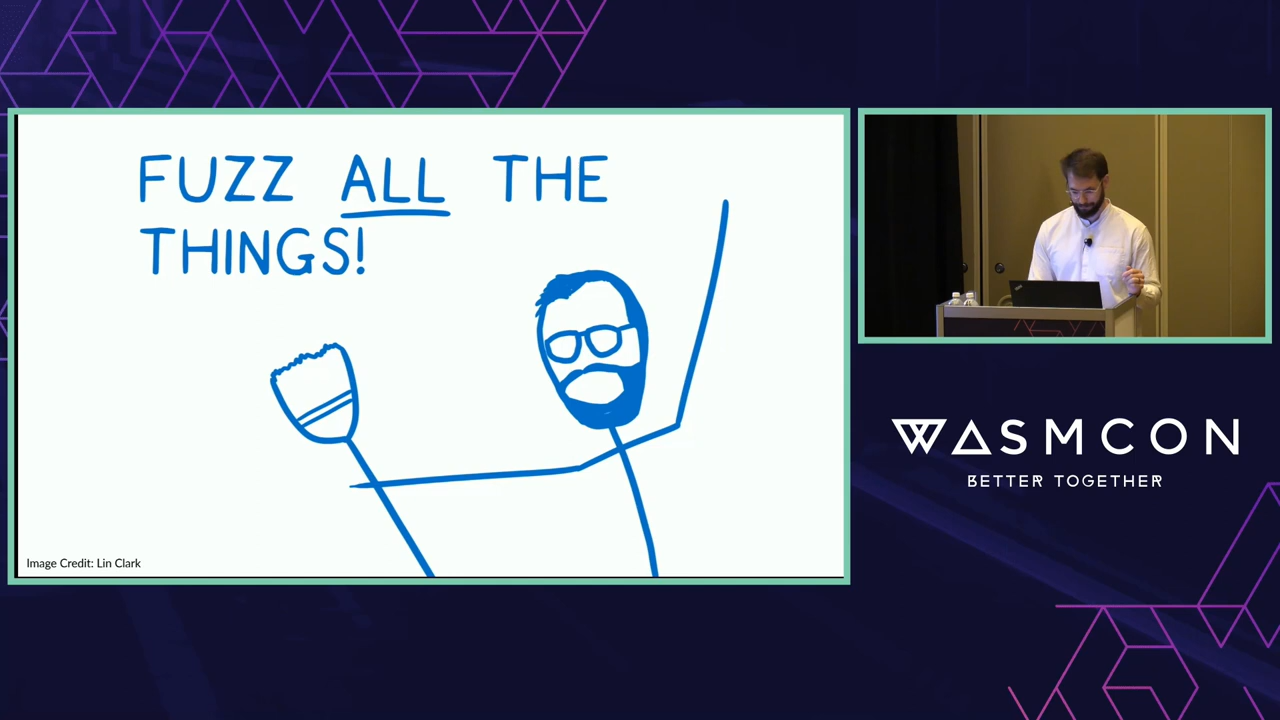 FUZZ ALL THE
THINGS!
Image Credit: Lin Clark
WASMCON
BETTER TOGETHER